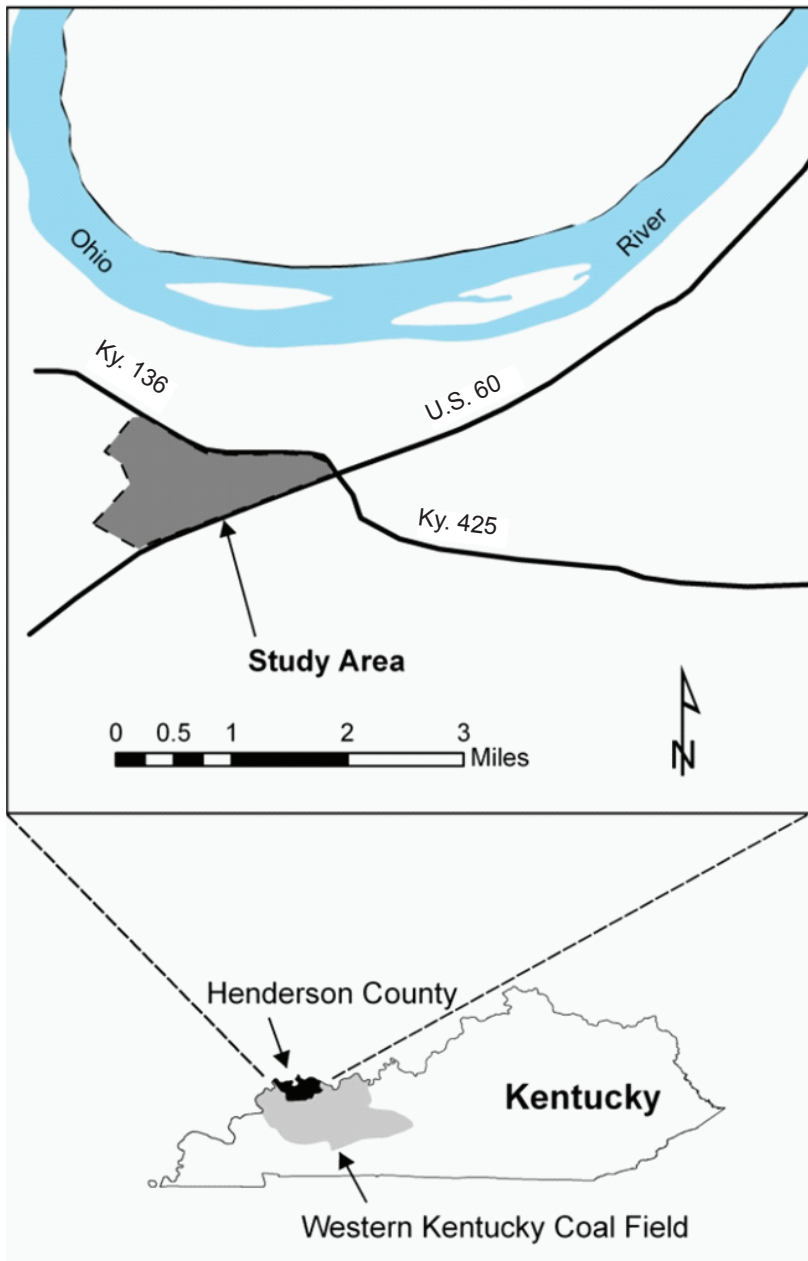 Ohio
River
Ky. 136
U.S. 60
Ky. 425
Study Area
0 0.5 1 2 3
Miles
N
Henderson County
Kentucky
Western Kentucky Coal Field